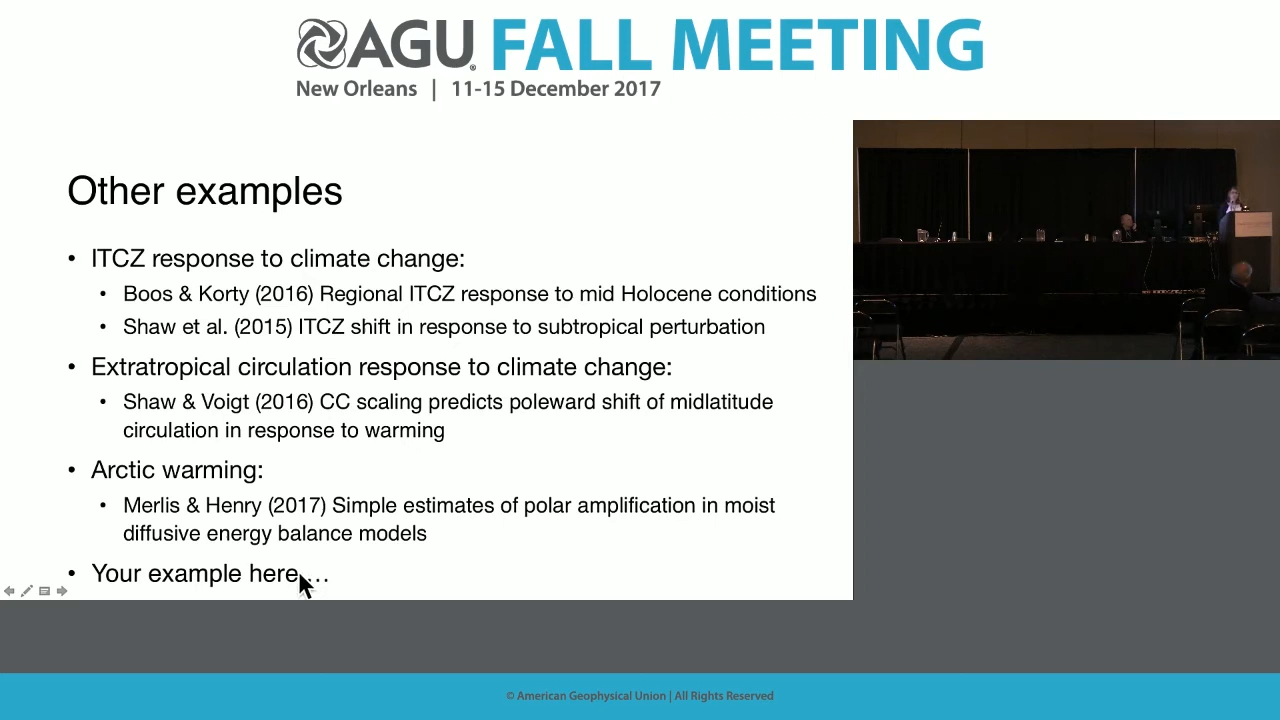 AGU FALL MEETING
New Orleans | 11-15 December 2017
Other examples
• ITCZ response to climate change:
• Boos & Korty (2016) Regional ITCZ response to mid Holocene conditions
• Shaw et al. (2015) ITCZ shift in response to subtropical perturbation
• Extratropical circulation response to climate change:
• Shaw & Voigt (2016) CC scaling predicts poleward shift of midlatitude
circulation in response to warming
• Arctic warming:
• Merlis & Henry (2017) Simple estimates of polar amplification in moist
diffusive energy balance models
• Your example here …
© American Geophysical Union | All Rights Reserved